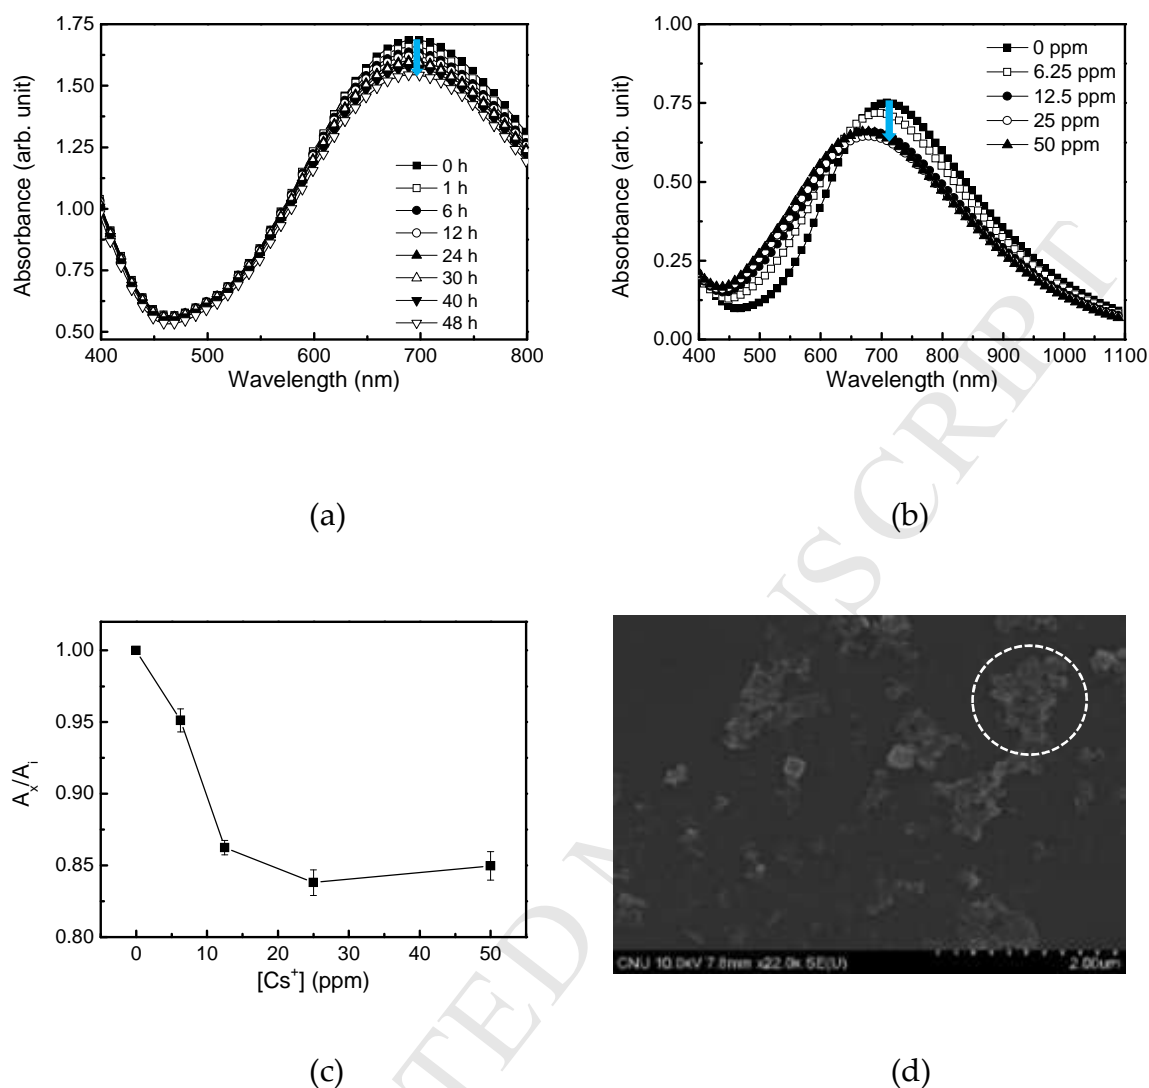 1.75
1.50
1.25
1.00
0.75
0.50
Absorbance (arb. unit)
400 500 600 700 800
Wavelength (nm)
0 h
1 h
6 h
12 h
24 h
30 h
40 h
48 h
(a)
1.00
0.75
0.50
0.25
0.00
Absorbance (arb. unit)
400 500 600 700 800 900 1000 1100
Wavelength (nm)
0 ppm
6.25 ppm
12.5 ppm
25 ppm
50 ppm
(b)
1.00
0.95
0.90
0.85
0.80
Aₓ/Aᵢ
0 10 20 30 40 50
[Cs⁺] (ppm)
(c)
CNU 10.0kV 7.8mm x22.0k SE(U) 2.00um
(d)
TED M NUSCRIPT